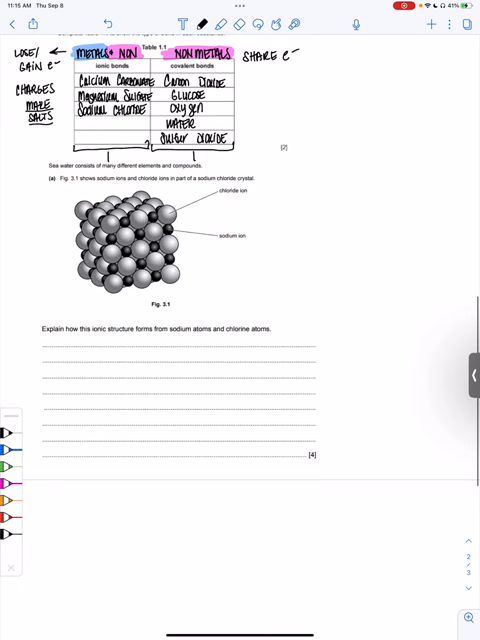 11:15 AM Thu Sep 8
41%
Table 1.1
LOSE/
GAIN e-
CHARGES
MAKE
SALTS
METALS + NON
NON METALS
SHARE e-
ionic bonds
covalent bonds
CALCIUM CARBONATE
CARBON DIOXIDE
MAGNESIUM SULFATE
GLUCOSE
SODIUM CHLORIDE
OXYGEN
WATER
SULFUR DIOXIDE
[2]
Sea water consists of many different elements and compounds.
(a) Fig. 3.1 shows sodium ions and chloride ions in part of a sodium chloride crystal.
chloride ion
sodium ion
Fig. 3.1
Explain how this ionic structure forms from sodium atoms and chlorine atoms.
[4]
2
/
3